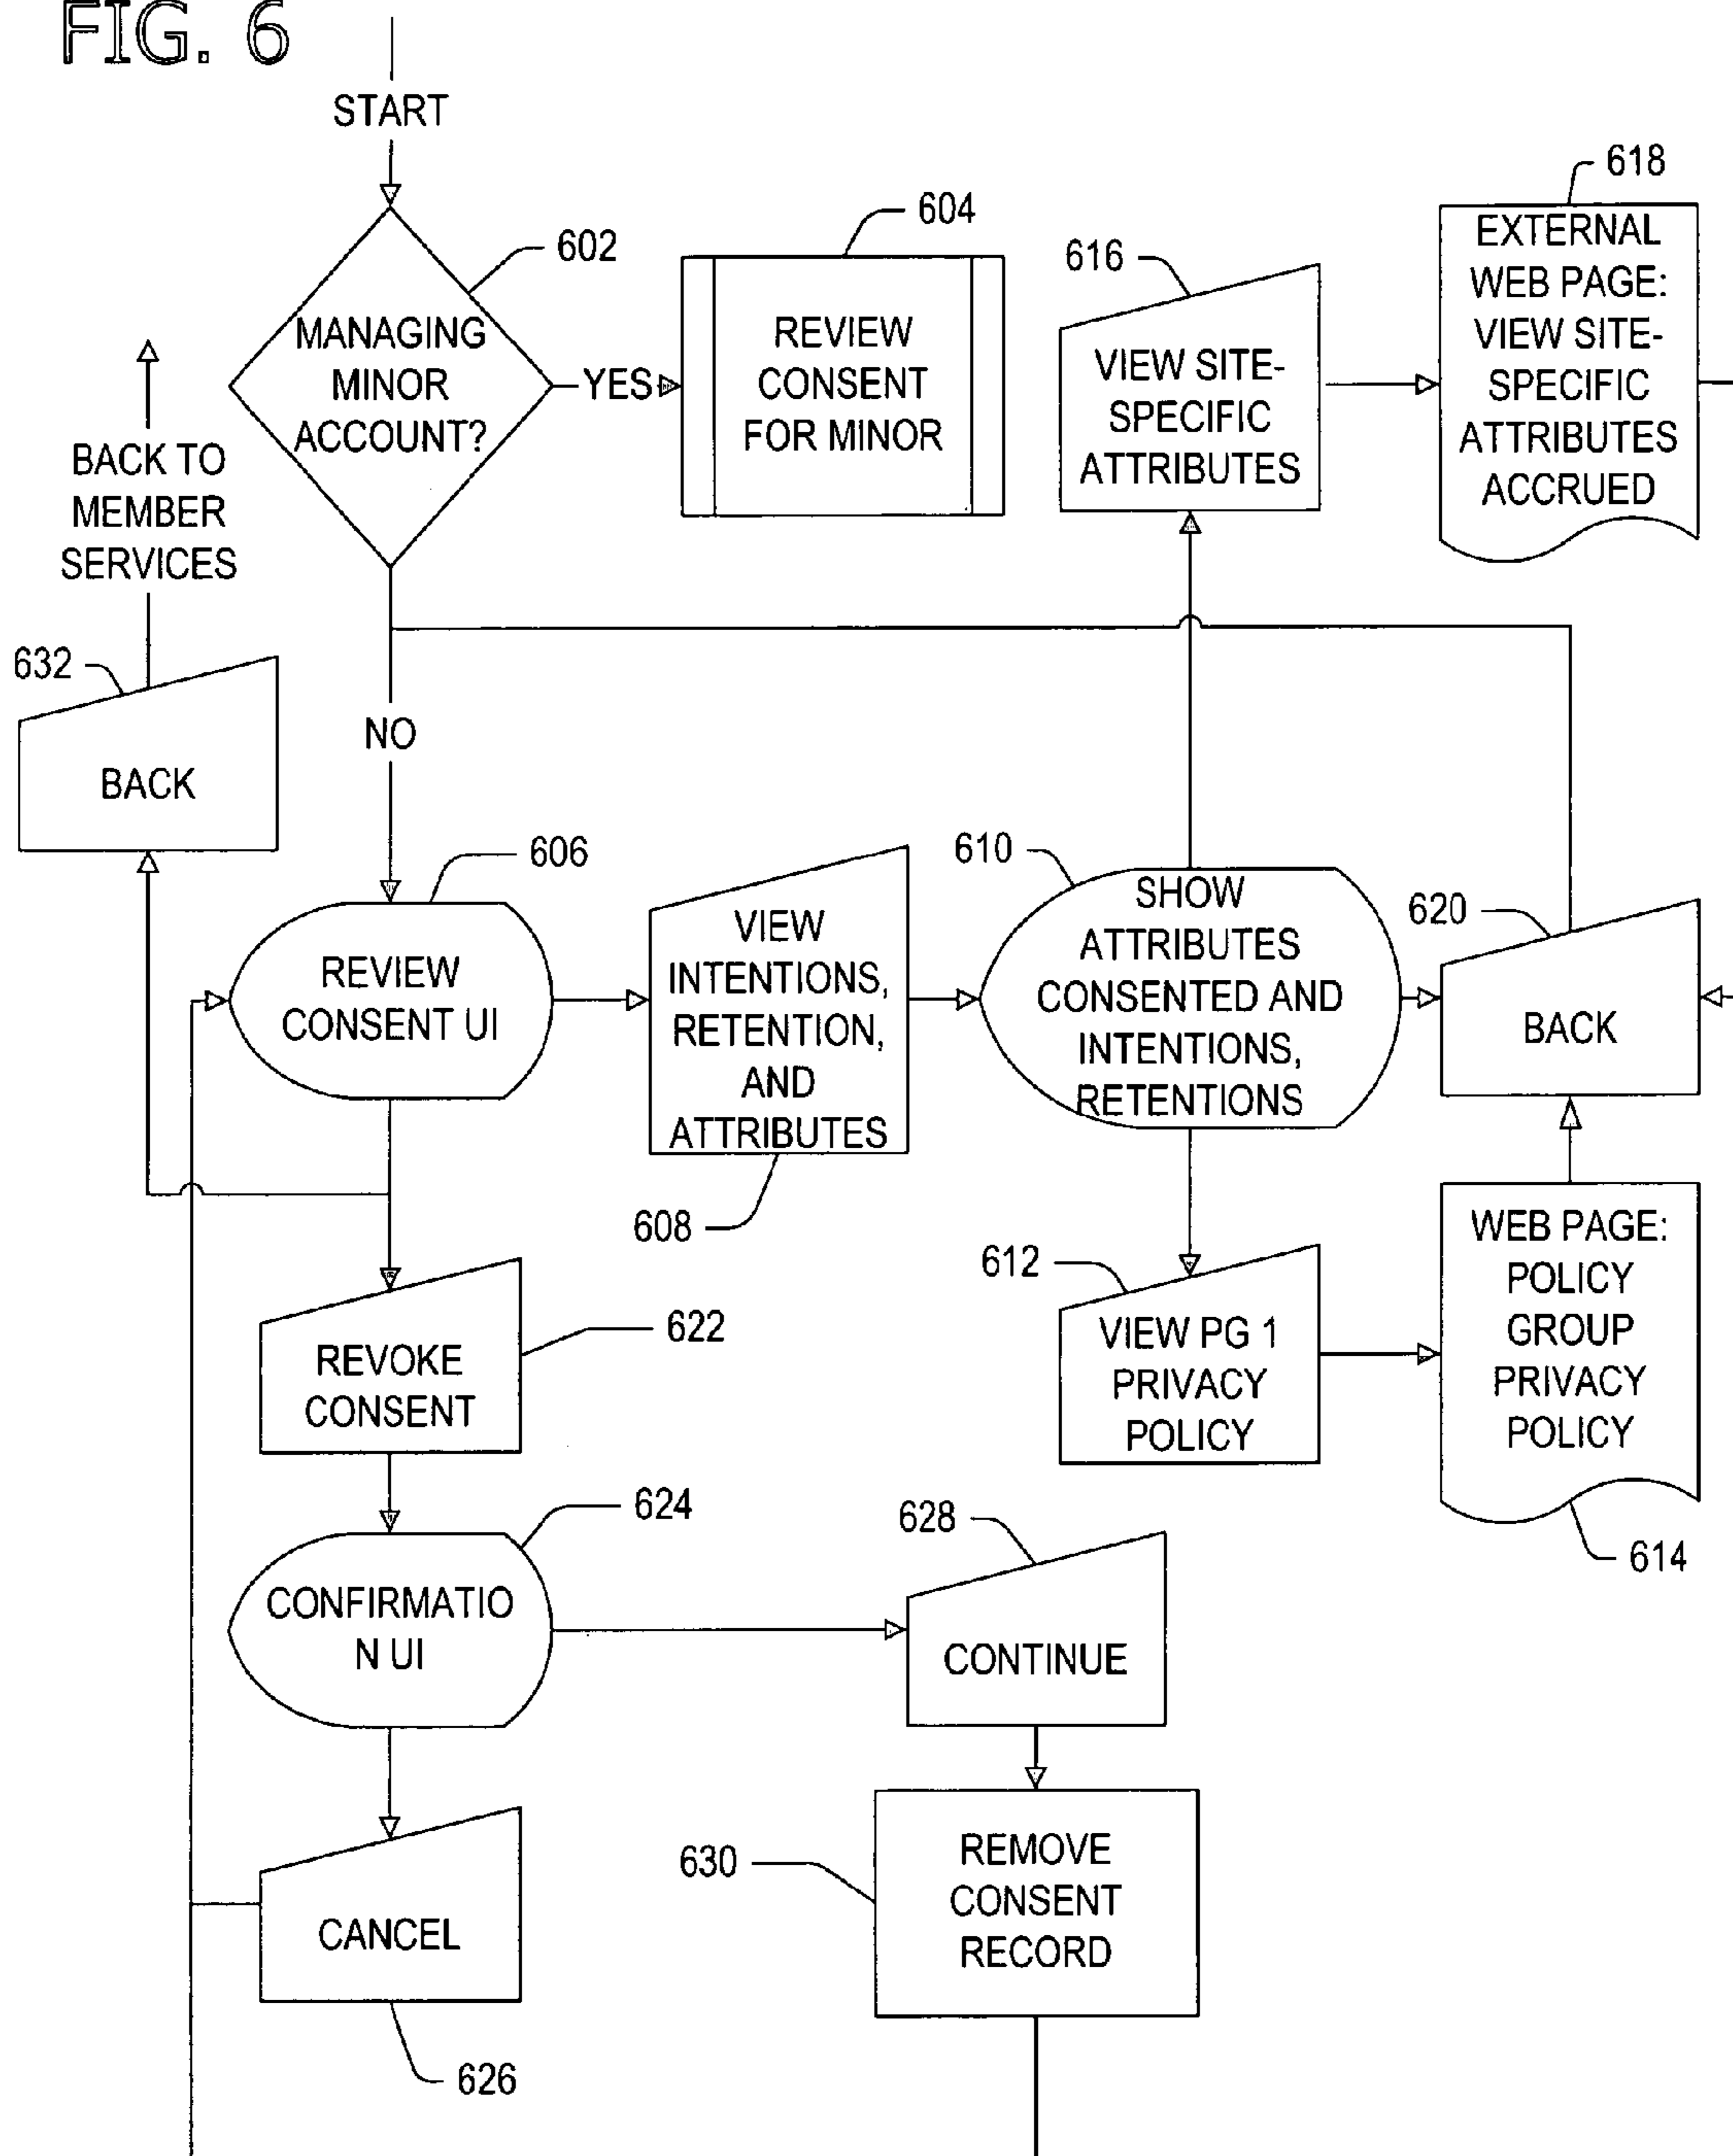 FIG. 6
START
602
MANAGING
MINOR
ACCOUNT?
YES
604
REVIEW
CONSENT
FOR MINOR
616
VIEW SITE-
SPECIFIC
ATTRIBUTES
618
EXTERNAL
WEB PAGE:
VIEW SITE-
SPECIFIC
ATTRIBUTES
ACCRUED
BACK TO
MEMBER
SERVICES
632
BACK
NO
606
REVIEW
CONSENT UI
VIEW
INTENTIONS,
RETENTION,
AND
ATTRIBUTES
608
610
SHOW
ATTRIBUTES
CONSENTED AND
INTENTIONS,
RETENTIONS
620
BACK
612
VIEW PG 1
PRIVACY
POLICY
WEB PAGE:
POLICY
GROUP
PRIVACY
POLICY
614
622
REVOKE
CONSENT
624
CONFIRMATIO
N UI
628
CONTINUE
630
REMOVE
CONSENT
RECORD
CANCEL
626